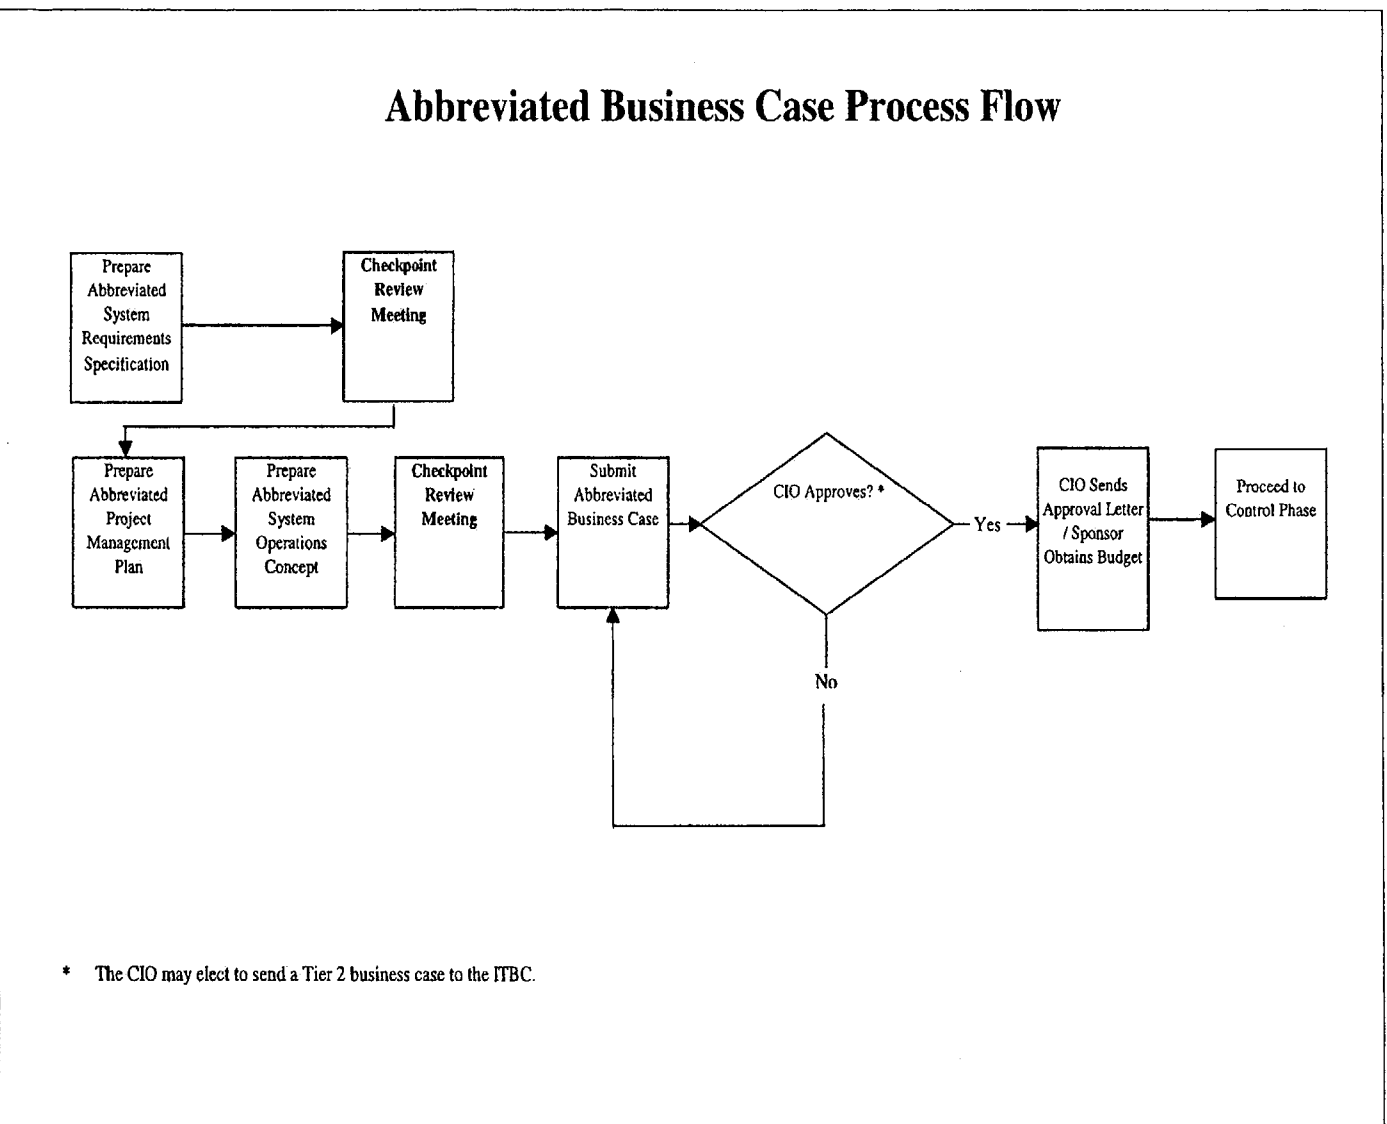 Abbreviated Business Case Process Flow
Prepare
Abbreviated
System
Requirements
Specification
Checkpoint
Review
Meeting
Prepare
Abbreviated
Project
Management
Plan
Prepare
Abbreviated
System
Operations
Concept
Checkpoint
Review
Meeting
Submit
Abbreviated
Business Case
CIO Approves? *
Yes
No
CIO Sends
Approval Letter
/ Sponsor
Obtains Budget
Proceed to
Control Phase
* The CIO may elect to send a Tier 2 business case to the ITBC.